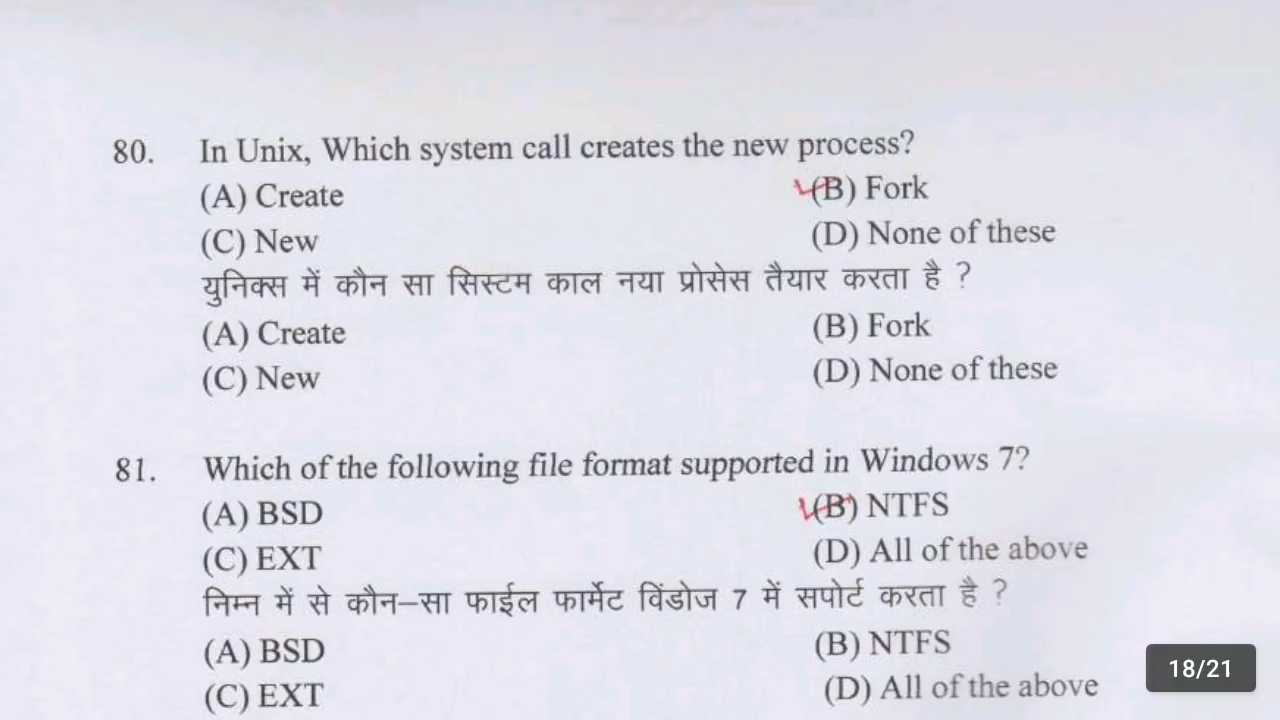 80. In Unix, Which system call creates the new process?
(A) Create (B) Fork
(C) New (D) None of these
युनिक्स में कौन सा सिस्टम काल नया प्रोसेस तैयार करता है ?
(A) Create (B) Fork
(C) New (D) None of these
81. Which of the following file format supported in Windows 7?
(A) BSD (B) NTFS
(C) EXT (D) All of the above
निम्न में से कौन–सा फाईल फार्मेट विंडोज 7 में सपोर्ट करता है ?
(A) BSD (B) NTFS
(C) EXT (D) All of the above
18/21